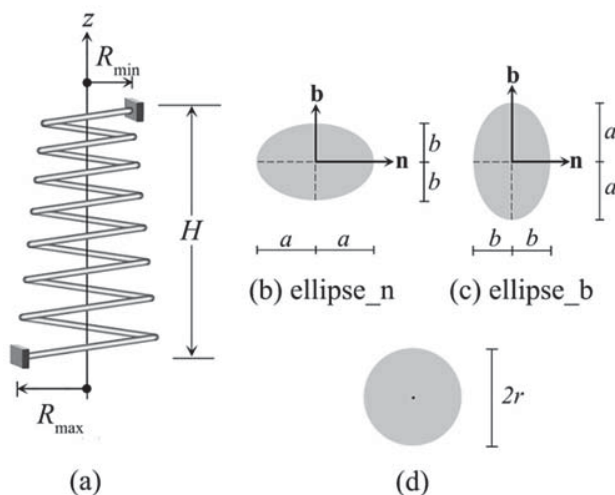 z
R_min
H
R_max
(a)
b
n
b
b
a a
(b) ellipse_n
b
n
a
a
b b
(c) ellipse_b
2r
(d)